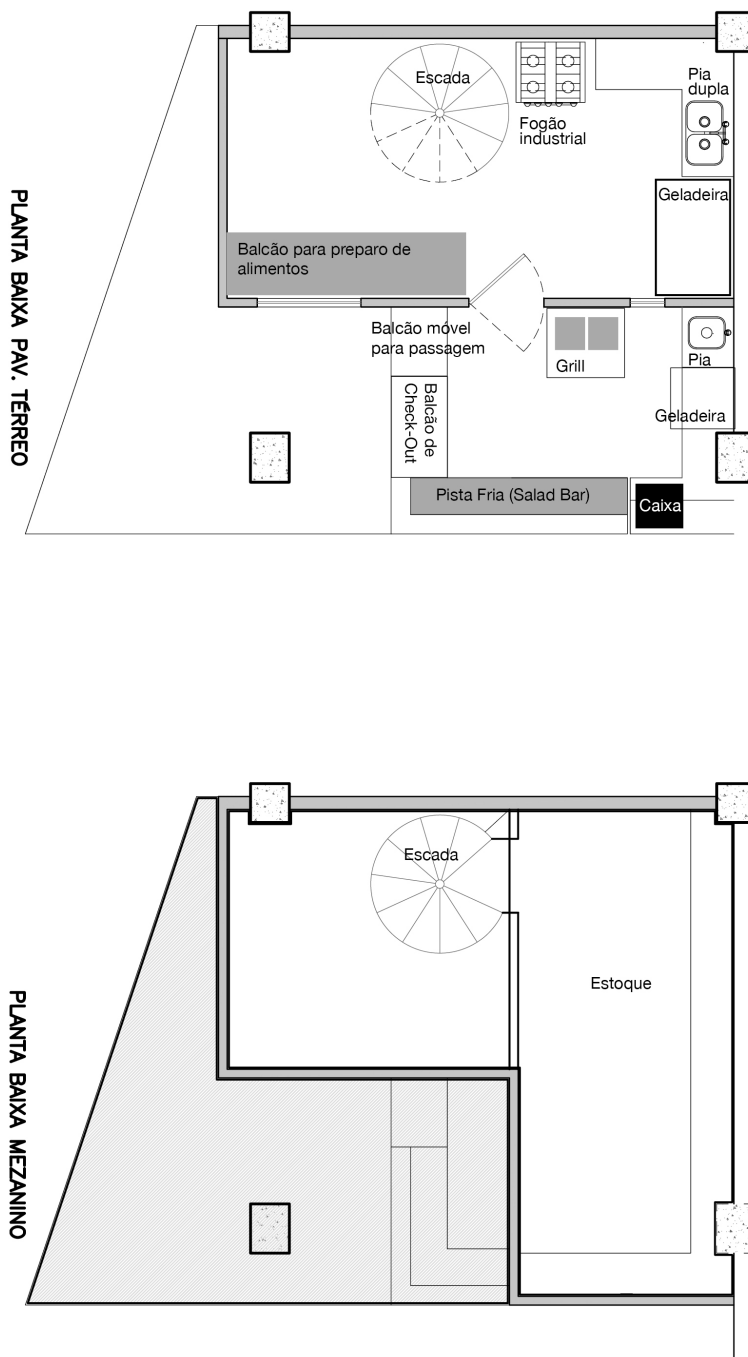 Escada
Pia
dupla
Fogão
industrial
Geladeira
Balcão para preparo de
alimentos
PLANTA BAIXA PAV. TÉRREO
Balcão móvel
para passagem
Grill
Pia
Balcão de
Check-Out
Geladeira
Pista Fria (Salad Bar)
Caixa
Escada
Estoque
PLANTA BAIXA MEZANINO